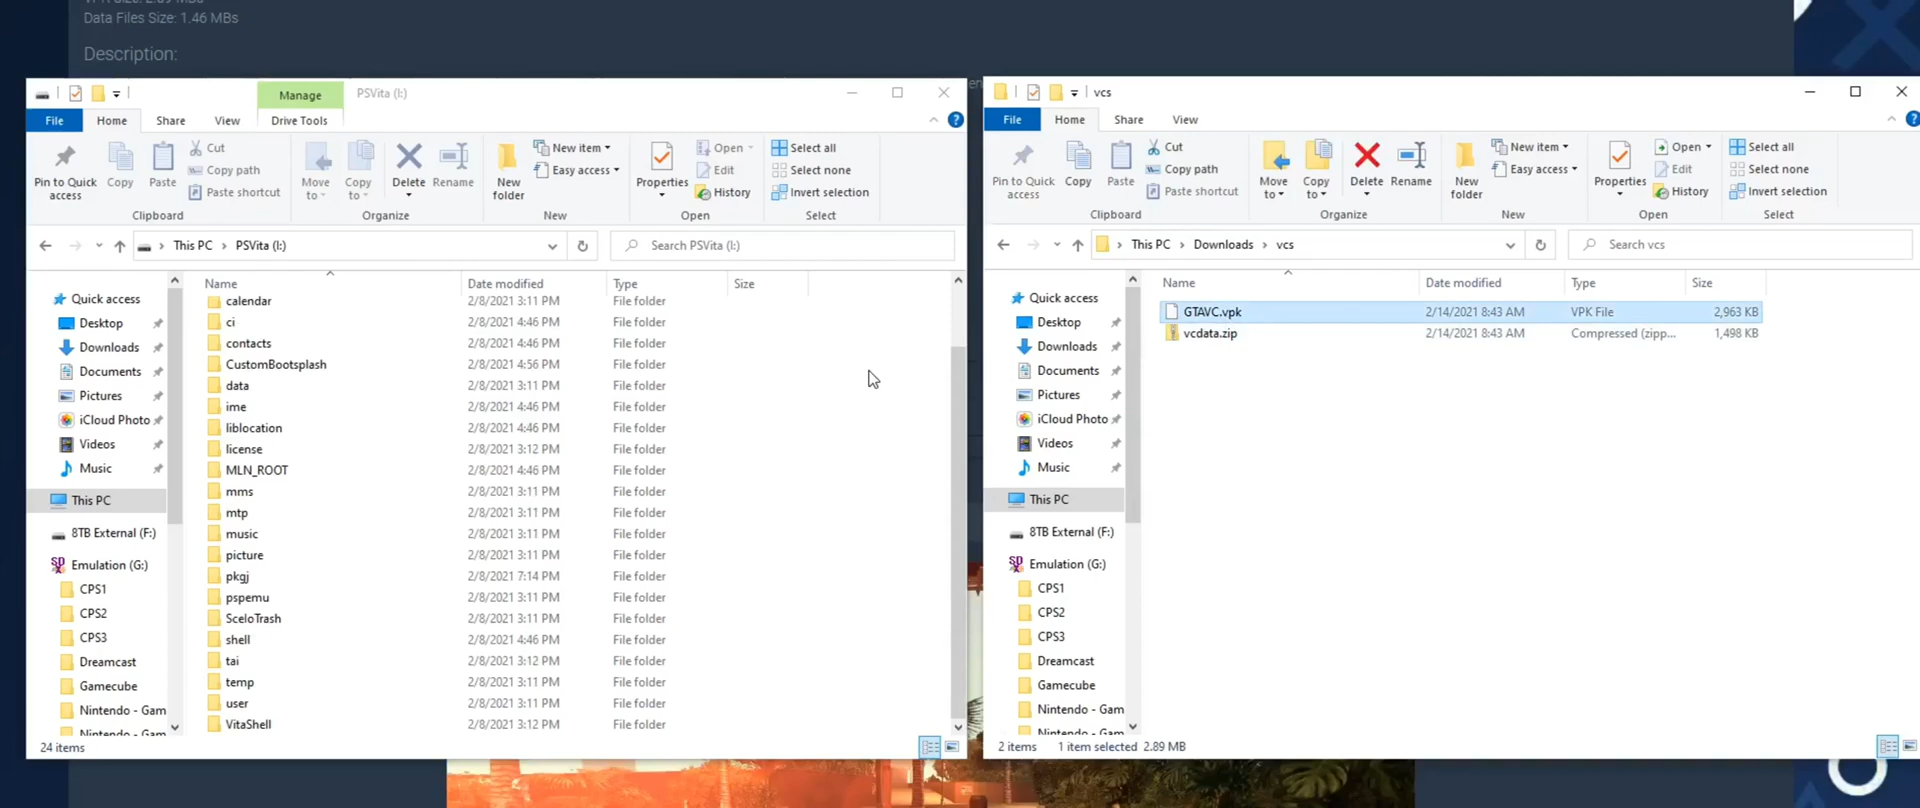 Data Files Size: 1.46 MBs
Description:
Manage
PSVita (I:)
File
Home
Share
View
Drive Tools
Pin to Quick access
Copy
Paste
Cut
Copy path
Paste shortcut
Clipboard
Move to
Copy to
Delete
Rename
Organize
New folder
New item
Easy access
New
Properties
Open
Edit
History
Open
Select all
Select none
Invert selection
Select
This PC > PSVita (I:)
Search PSVita (I:)
Quick access
Desktop
Downloads
Documents
Pictures
iCloud Photo
Videos
Music
This PC
8TB External (F:)
Emulation (G:)
CPS1
CPS2
CPS3
Dreamcast
Gamecube
Nintendo - Gam
Nintendo - Gam
Name Date modified Type Size
calendar 2/8/2021 3:11 PM File folder
ci 2/8/2021 4:46 PM File folder
contacts 2/8/2021 4:46 PM File folder
CustomBootsplash 2/8/2021 4:56 PM File folder
data 2/8/2021 3:11 PM File folder
ime 2/8/2021 4:46 PM File folder
liblocation 2/8/2021 4:46 PM File folder
license 2/8/2021 3:12 PM File folder
MLN_ROOT 2/8/2021 4:46 PM File folder
mms 2/8/2021 3:11 PM File folder
mtp 2/8/2021 3:11 PM File folder
music 2/8/2021 3:11 PM File folder
picture 2/8/2021 3:11 PM File folder
pkgj 2/8/2021 7:14 PM File folder
pspemu 2/8/2021 3:11 PM File folder
SceIoTrash 2/8/2021 3:11 PM File folder
shell 2/8/2021 4:46 PM File folder
tai 2/8/2021 3:12 PM File folder
temp 2/8/2021 3:11 PM File folder
user 2/8/2021 3:11 PM File folder
VitaShell 2/8/2021 3:12 PM File folder
24 items
vcs
File
Home
Share
View
Pin to Quick access
Copy
Paste
Cut
Copy path
Paste shortcut
Clipboard
Move to
Copy to
Delete
Rename
Organize
New folder
New item
Easy access
New
Properties
Open
Edit
History
Open
Select all
Select none
Invert selection
Select
This PC > Downloads > vcs
Search vcs
Quick access
Desktop
Downloads
Documents
Pictures
iCloud Photo
Videos
Music
This PC
8TB External (F:)
Emulation (G:)
CPS1
CPS2
CPS3
Dreamcast
Gamecube
Nintendo - Gam
Nintendo - Gam
Name Date modified Type Size
GTAVC.vpk 2/14/2021 8:43 AM VPK File 2,963 KB
vcdata.zip 2/14/2021 8:43 AM Compressed (zipp... 1,498 KB
2 items 1 item selected 2.89 MB